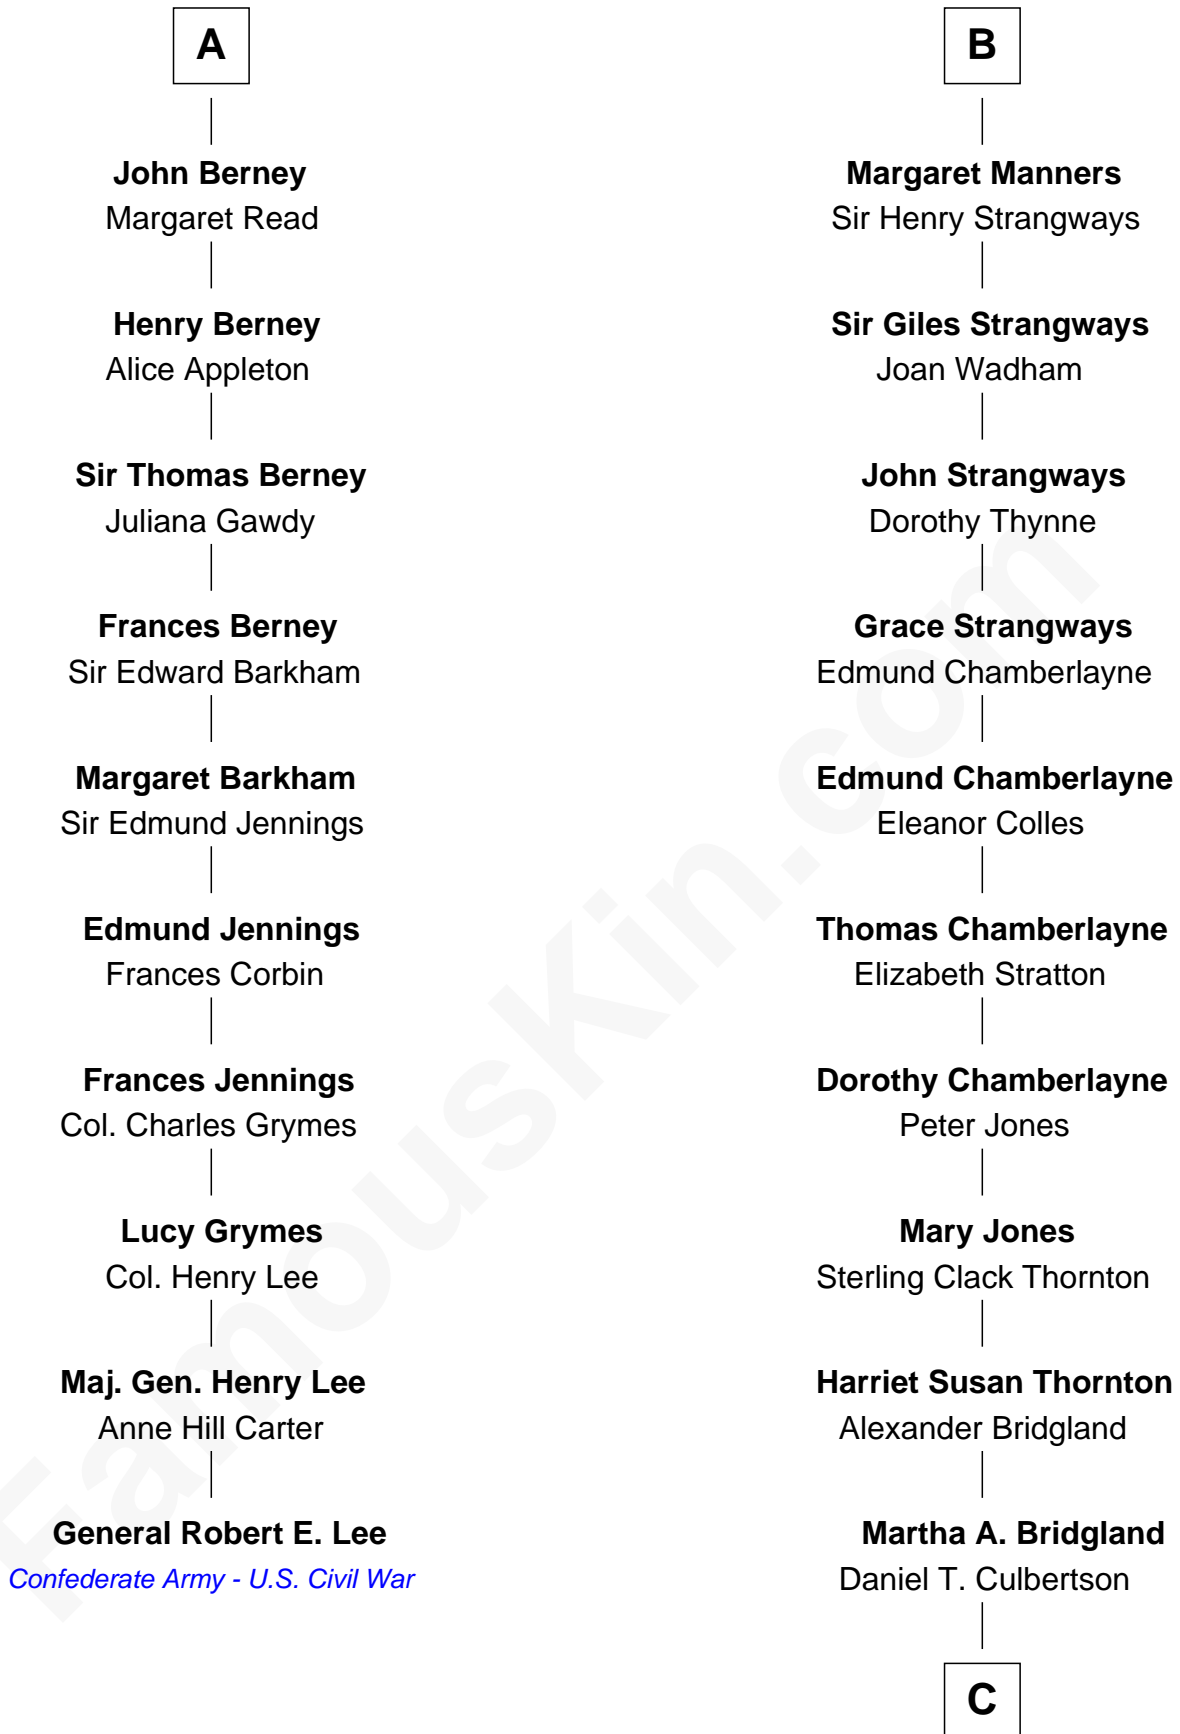 A
John Berney
Margaret Read
Henry Berney
Alice Appleton
Sir Thomas Berney
Juliana Gawdy
Frances Berney
Sir Edward Barkham
Margaret Barkham
Sir Edmund Jennings
Edmund Jennings
Frances Corbin
Frances Jennings
Col. Charles Grymes
Lucy Grymes
Col. Henry Lee
Maj. Gen. Henry Lee
Anne Hill Carter
General Robert E. Lee
Confederate Army - U.S. Civil War
B
Margaret Manners
Sir Henry Strangways
Sir Giles Strangways
Joan Wadham
John Strangways
Dorothy Thynne
Grace Strangways
Edmund Chamberlayne
Edmund Chamberlayne
Eleanor Colles
Thomas Chamberlayne
Elizabeth Stratton
Dorothy Chamberlayne
Peter Jones
Mary Jones
Sterling Clack Thornton
Harriet Susan Thornton
Alexander Bridgland
Martha A. Bridgland
Daniel T. Culbertson
C
FamousKin.com